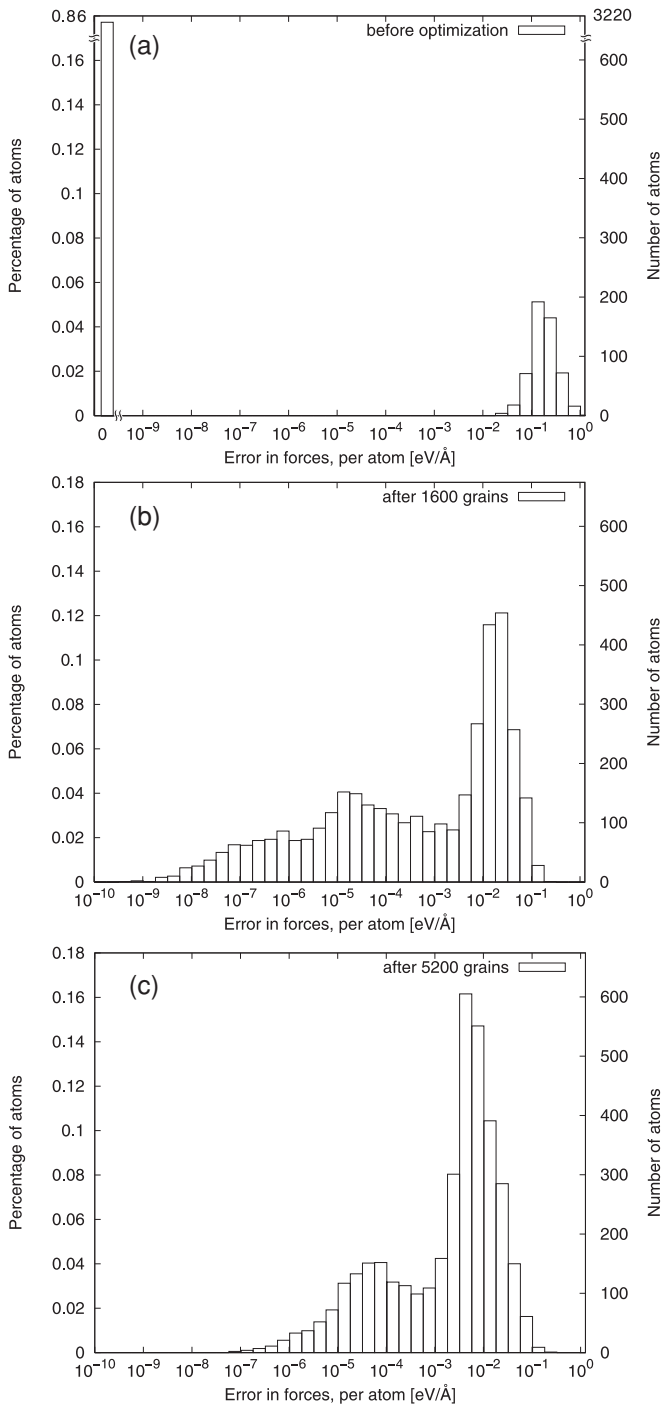 (a)
before optimization
Percentage of atoms
0.86
0.16
0.14
0.12
0.1
0.08
0.06
0.04
0.02
0
Number of atoms
3220
600
500
400
300
200
100
0
0 10⁻⁹ 10⁻⁸ 10⁻⁷ 10⁻⁶ 10⁻⁵ 10⁻⁴ 10⁻³ 10⁻² 10⁻¹ 10⁰
Error in forces, per atom [eV/Å]
(b)
after 1600 grains
Percentage of atoms
0.18
0.16
0.14
0.12
0.1
0.08
0.06
0.04
0.02
0
Number of atoms
600
500
400
300
200
100
0
10⁻¹⁰ 10⁻⁹ 10⁻⁸ 10⁻⁷ 10⁻⁶ 10⁻⁵ 10⁻⁴ 10⁻³ 10⁻² 10⁻¹ 10⁰
Error in forces, per atom [eV/Å]
(c)
after 5200 grains
Percentage of atoms
0.18
0.16
0.14
0.12
0.1
0.08
0.06
0.04
0.02
0
Number of atoms
600
500
400
300
200
100
0
10⁻¹⁰ 10⁻⁹ 10⁻⁸ 10⁻⁷ 10⁻⁶ 10⁻⁵ 10⁻⁴ 10⁻³ 10⁻² 10⁻¹ 10⁰
Error in forces, per atom [eV/Å]